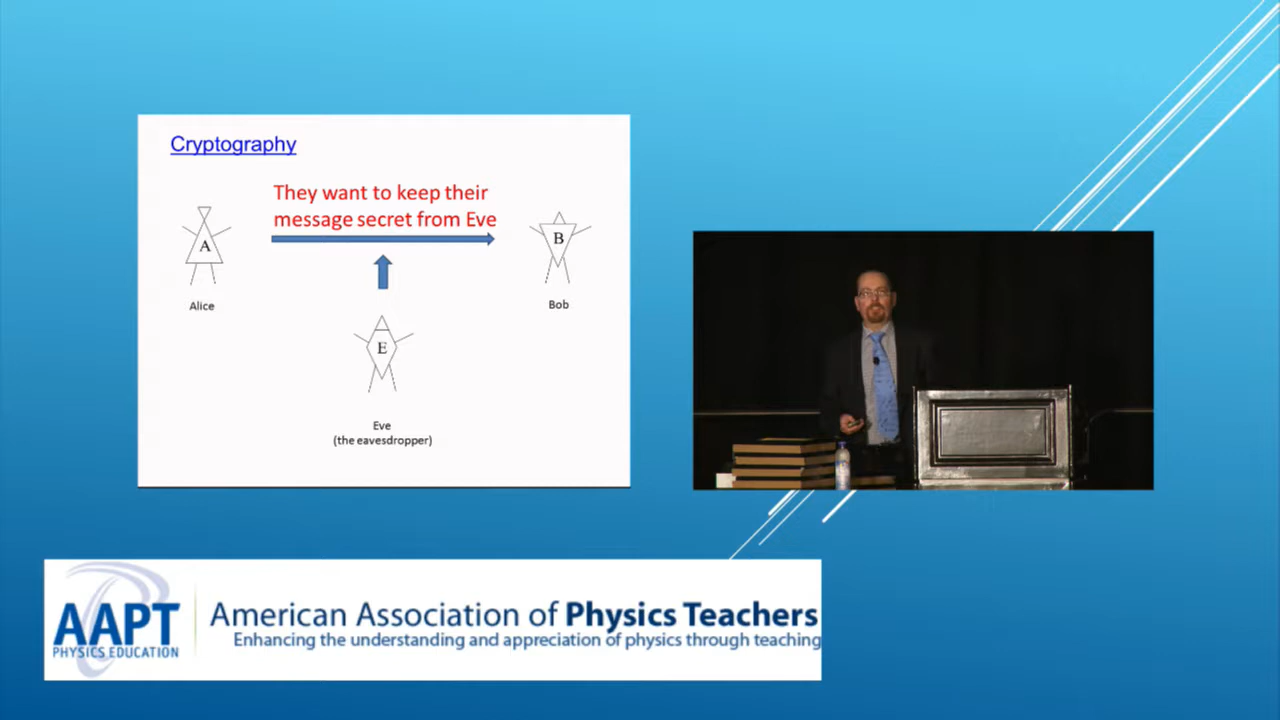 Cryptography
They want to keep their
message secret from Eve
A
B
Alice
Bob
E
Eve
(the eavesdropper)
AAPT
PHYSICS EDUCATION
American Association of Physics Teachers
Enhancing the understanding and appreciation of physics through teaching